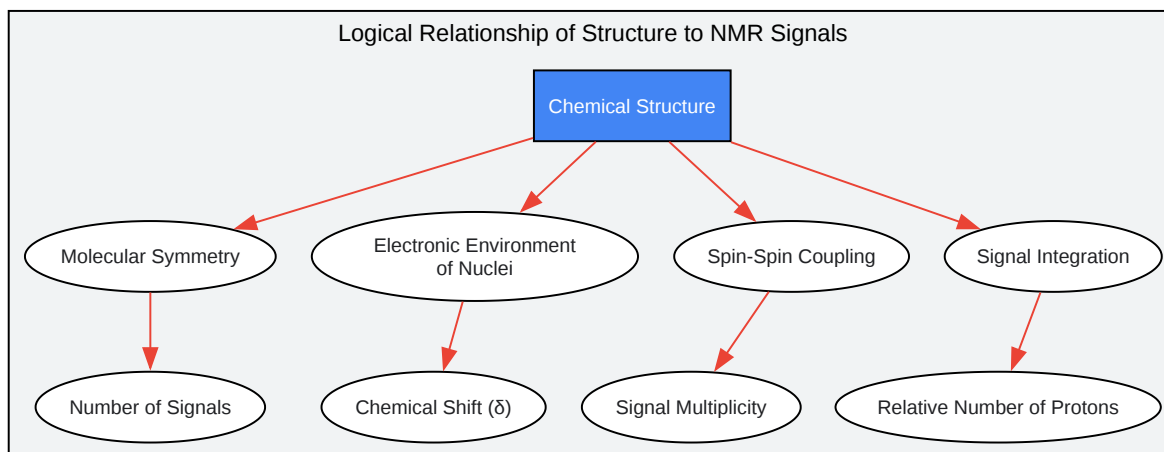 Logical Relationship of Structure to NMR Signals
Chemical Structure
Molecular Symmetry
Electronic Environment
of Nuclei
Spin-Spin Coupling
Signal Integration
Number of Signals
Chemical Shift (δ)
Signal Multiplicity
Relative Number of Protons